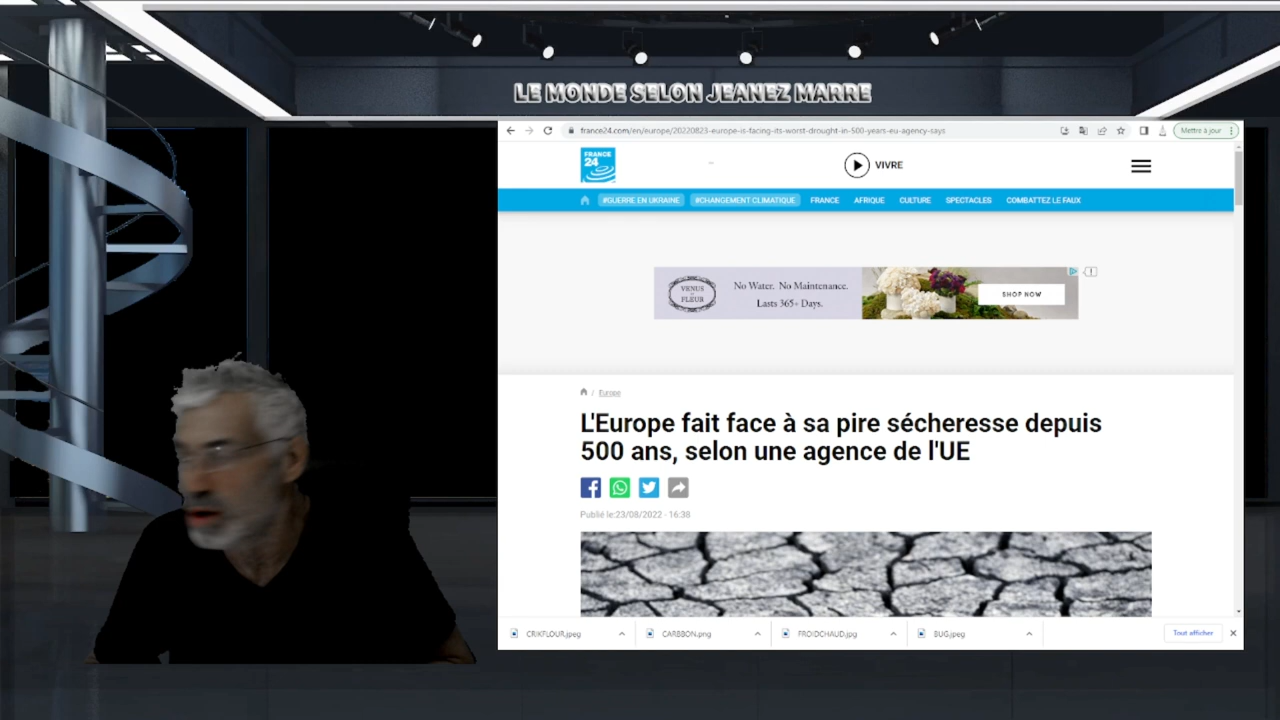 LE MONDE SELON JEANEZ MARRE
france24.com/en/europe/20220823-europe-is-facing-its-worst-drought-in-500-years-eu-agency-says
Mettre à jour
FRANCE
24
VIVRE
#GUERRE EN UKRAINE #CHANGEMENT CLIMATIQUE FRANCE AFRIQUE CULTURE SPECTACLES COMBATTEZ LE FAUX
VENUS
ET
FLEUR
No Water. No Maintenance.
Lasts 365+ Days.
SHOP NOW
/ Europe
L'Europe fait face à sa pire sécheresse depuis
500 ans, selon une agence de l'UE
Publié le:23/08/2022 - 16:38
CRIKFLOUR.jpeg CARBBON.png FROIDCHAUD.jpg BUG.jpeg Tout afficher